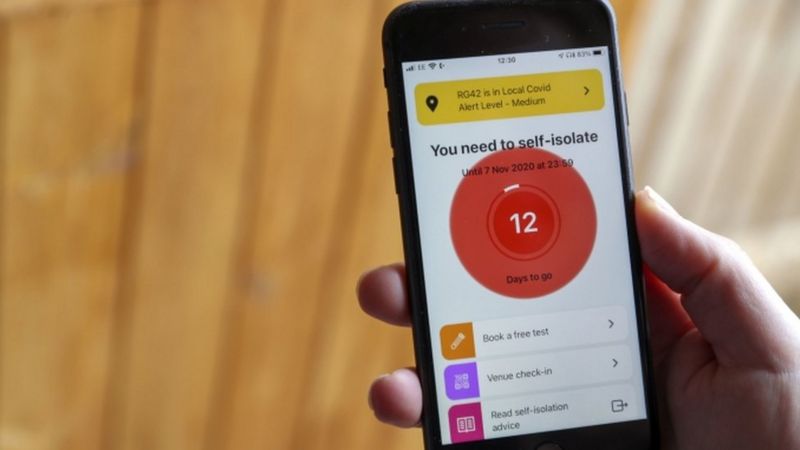 EE 12:30 83%
RG42 is in Local Covid
Alert Level - Medium
You need to self-isolate
Until 7 Nov 2020 at 23:59
12
Days to go
Book a free test
Venue check-in
Read self-isolation
advice